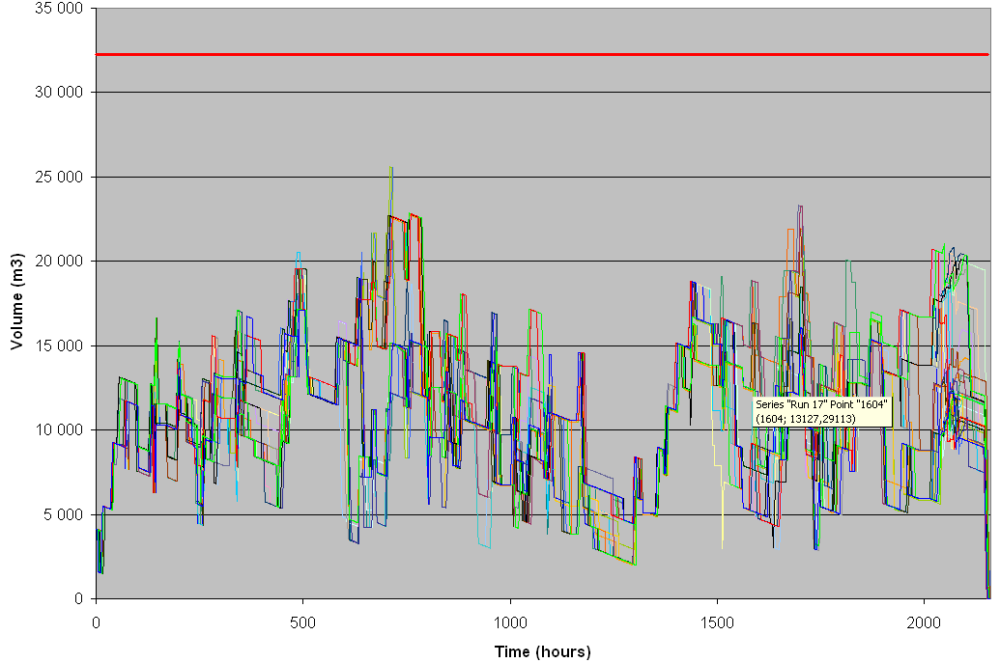 35 000
30 000
25 000
20 000
15 000
10 000
5 000
0
Volume (m3)
Series "Run 17" Point "1604"
(1604; 13127,29113)
0 500 1000 1500 2000
Time (hours)